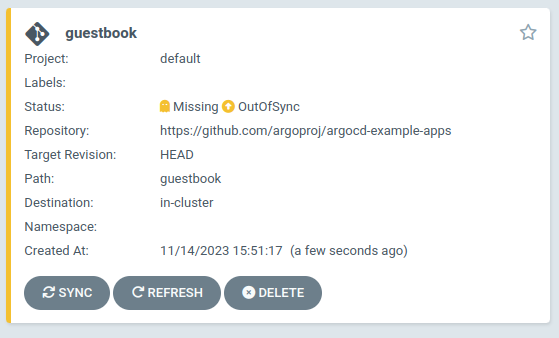 guestbook
Project: default
Labels:
Status: Missing OutOfSync
Repository: https://github.com/argoproj/argocd-example-apps
Target Revision: HEAD
Path: guestbook
Destination: in-cluster
Namespace:
Created At: 11/14/2023 15:51:17 (a few seconds ago)
SYNC REFRESH DELETE